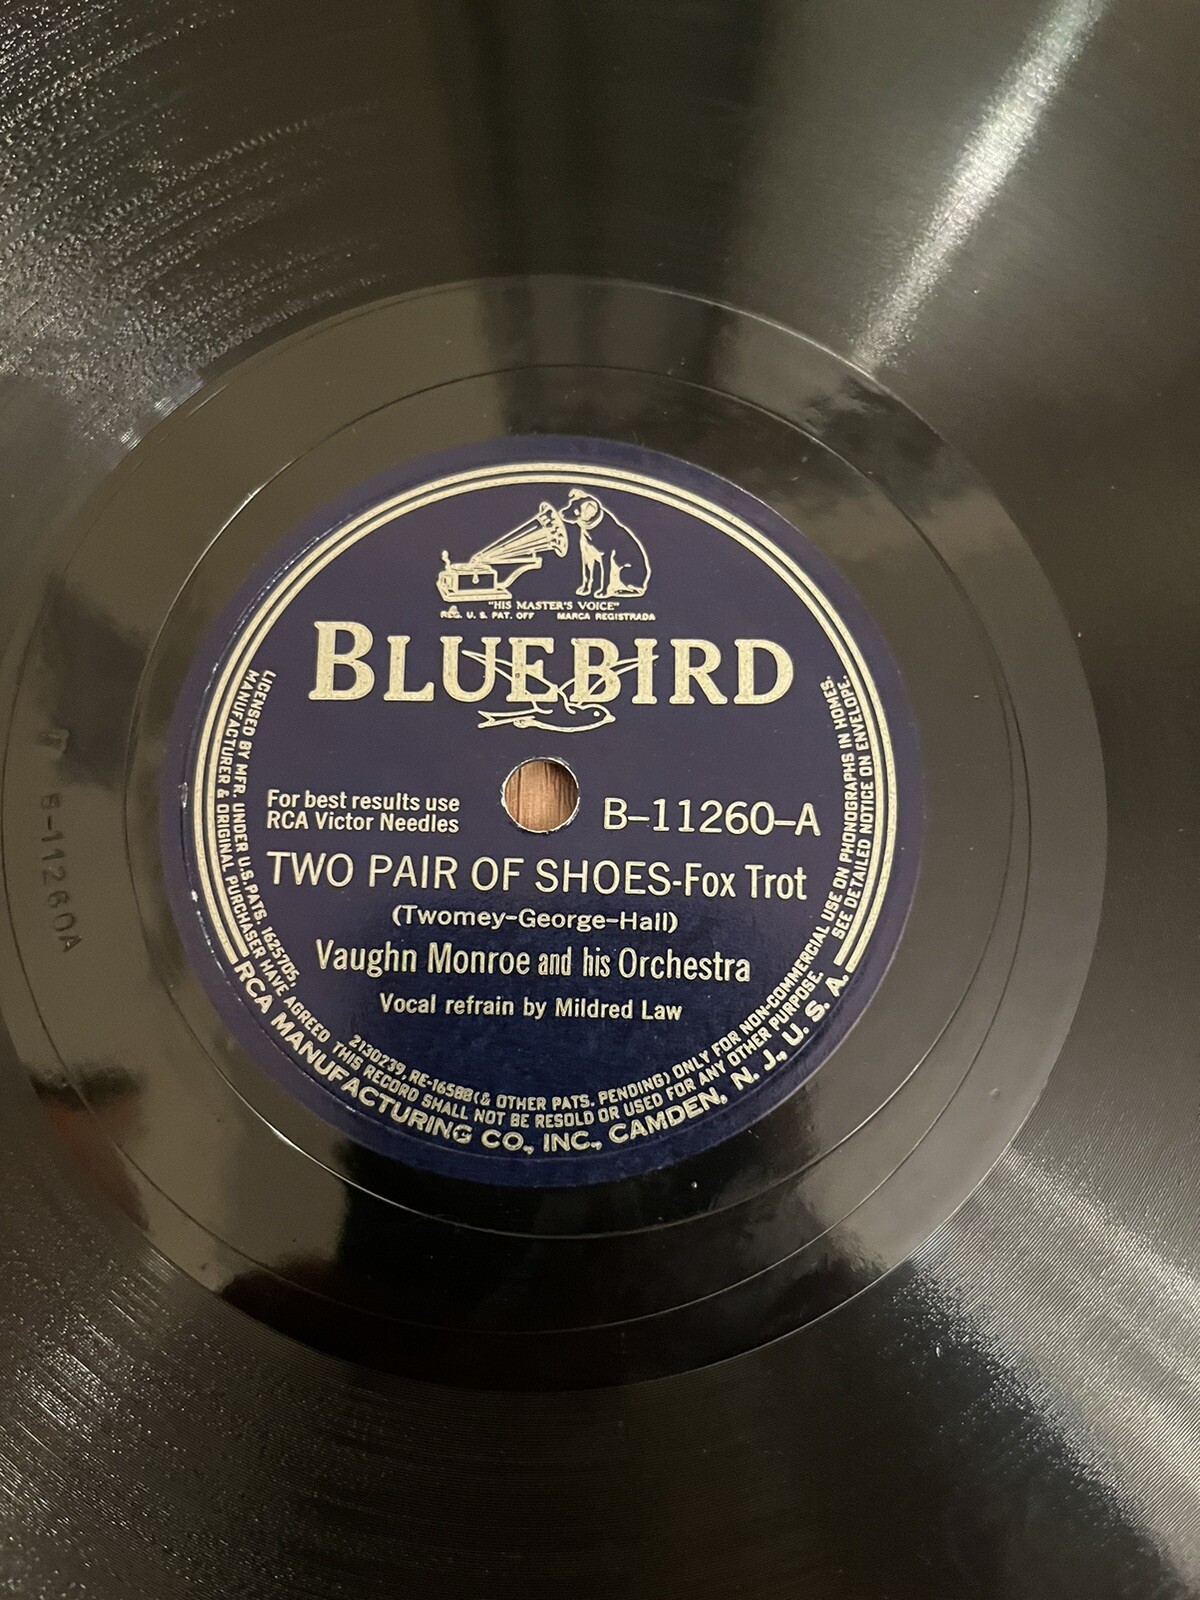 "HIS MASTER'S VOICE"
REG. U. S. PAT. OFF MARCA REGISTRADA
BLUEBIRD
For best results use
RCA Victor Needles
B–11260–A
TWO PAIR OF SHOES-Fox Trot
(Twomey-George-Hall)
Vaughn Monroe and his Orchestra
Vocal refrain by Mildred Law
LICENSED BY MFR. UNDER U.S. PATS. 1625705, 2130239, RE-16588 (& OTHER PATS. PENDING) ONLY FOR NON-COMMERCIAL USE ON PHONOGRAPHS IN HOMES.
MANUFACTURER & ORIGINAL PURCHASER HAVE AGREED THIS RECORD SHALL NOT BE RESOLD OR USED FOR ANY OTHER PURPOSE. SEE DETAILED NOTICE ON ENVELOPE.
RCA MANUFACTURING CO., INC., CAMDEN, N. J., U. S. A.
B-11260A